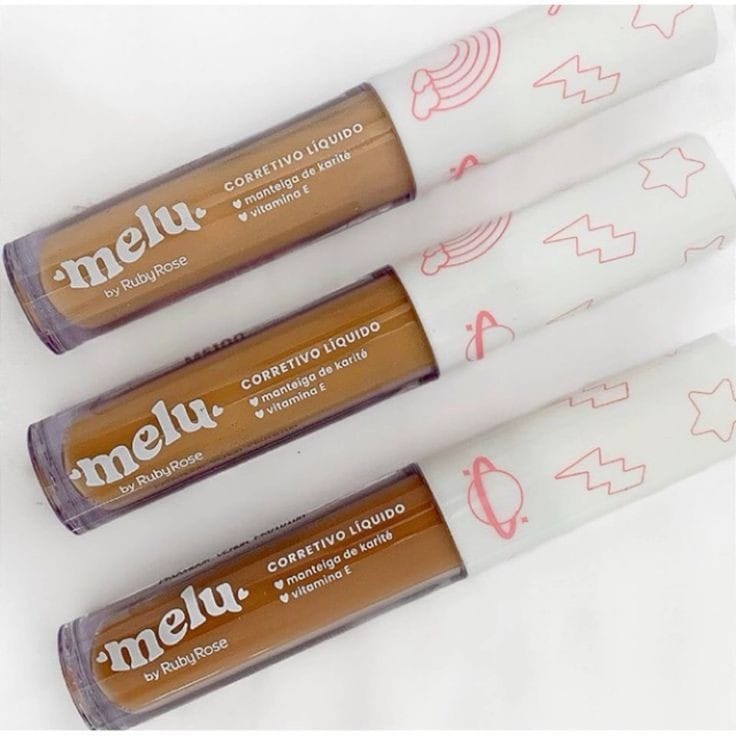 melu
by RubyRose
CORRETIVO LÍQUIDO
manteiga de karité
vitamina E
melu
by RubyRose
CORRETIVO LÍQUIDO
manteiga de karité
vitamina E
melu
by RubyRose
CORRETIVO LÍQUIDO
manteiga de karité
vitamina E